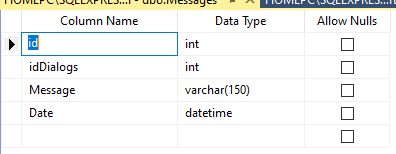 dbo.Messages
Column Name Data Type Allow Nulls
id int
idDialogs int
Message varchar(150)
Date datetime